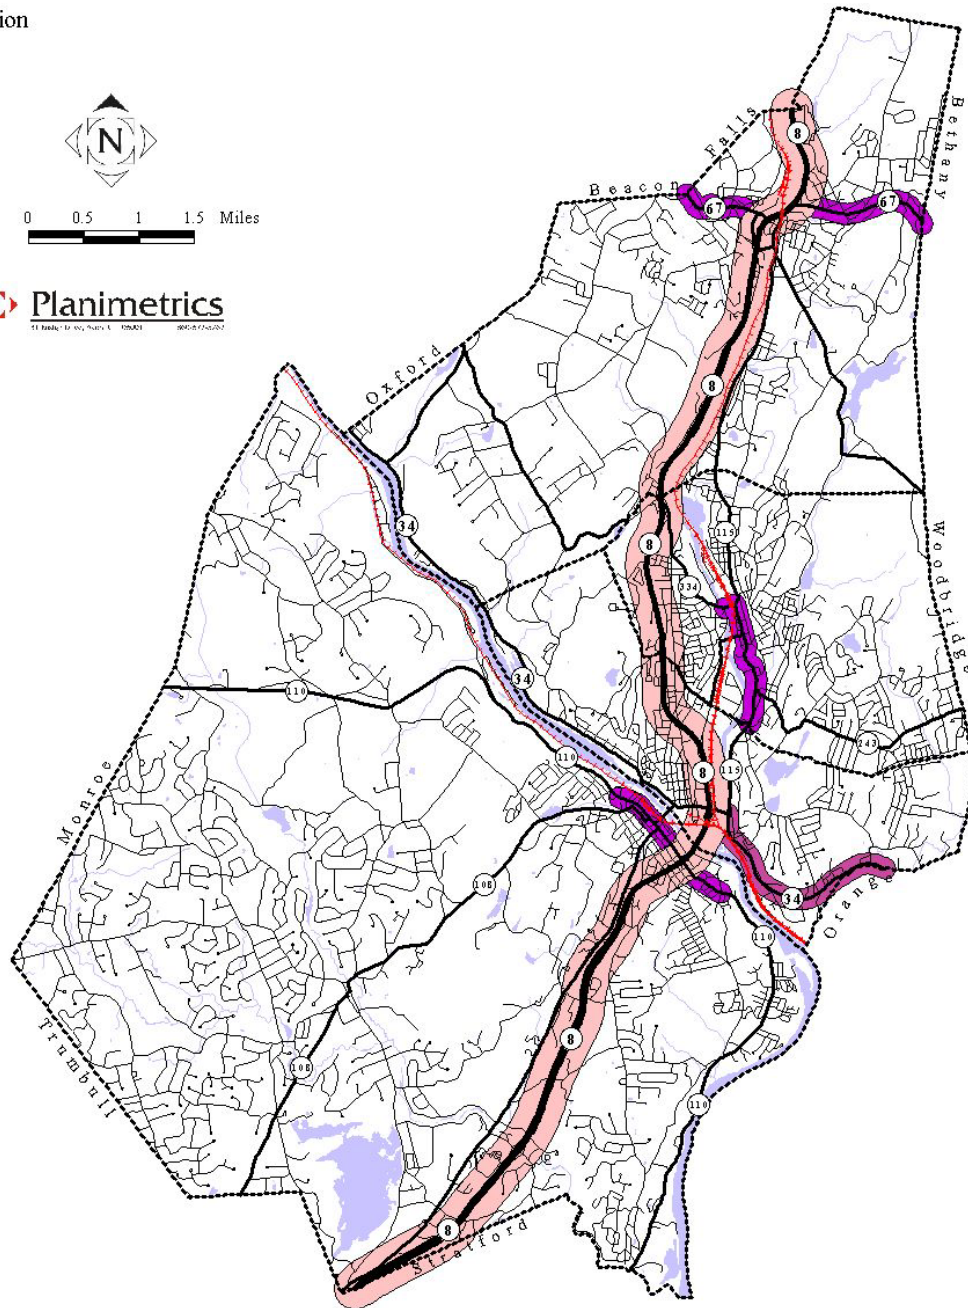 ion
N
0 0.5 1 1.5 Miles
Planimetrics
Bethany
Falls
Beacon
8
67
67
Oxford
8
34
115
8
334
Woodbridge
34
110
243
Monroe
110
8
115
108
34
Orange
110
8
Trumbull
108
110
8
Stratford